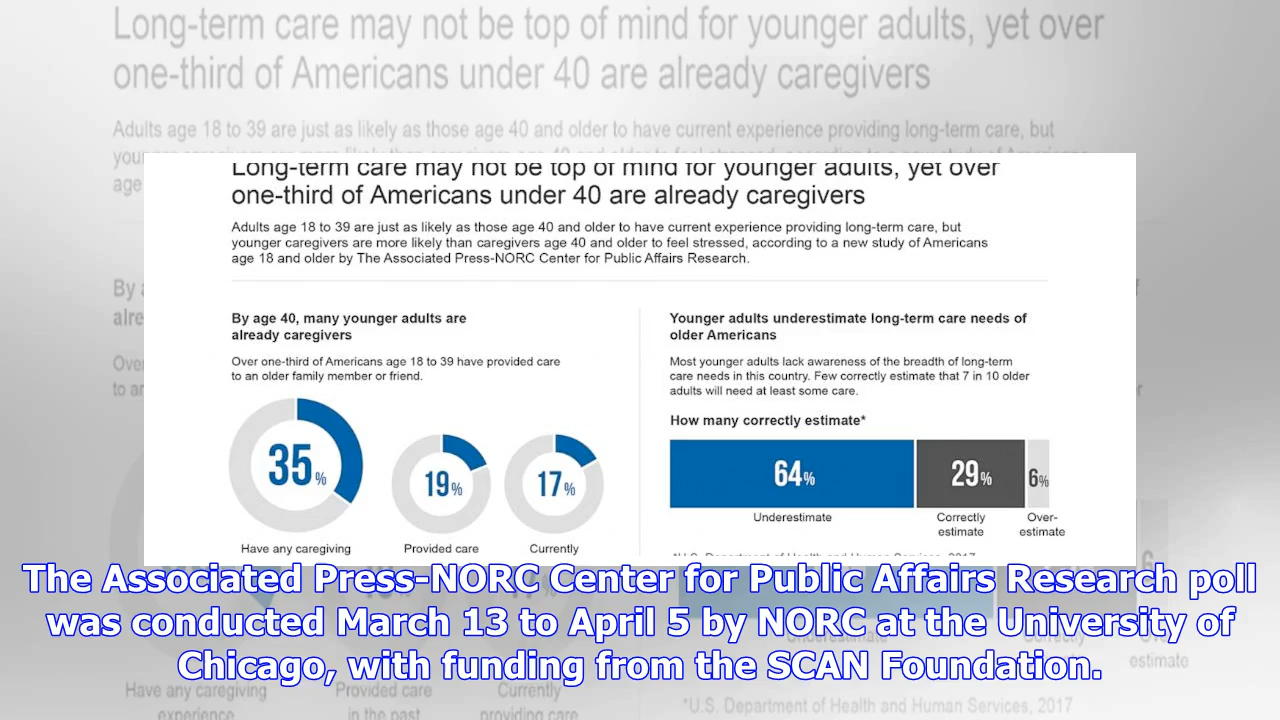 Long-term care may not be top of mind for younger adults, yet over
one-third of Americans under 40 are already caregivers
Adults age 18 to 39 are just as likely as those age 40 and older to have current experience providing long-term care, but
Long-term care may not be top of mind for younger adults, yet over
one-third of Americans under 40 are already caregivers
Adults age 18 to 39 are just as likely as those age 40 and older to have current experience providing long-term care, but
younger caregivers are more likely than caregivers age 40 and older to feel stressed, according to a new study of Americans
age 18 and older by The Associated Press-NORC Center for Public Affairs Research.
By age 40, many younger adults are
already caregivers
Over one-third of Americans age 18 to 39 have provided care
to an older family member or friend.
35%
19%
17%
Have any caregiving
Provided care
Currently
Younger adults underestimate long-term care needs of
older Americans
Most younger adults lack awareness of the breadth of long-term
care needs in this country. Few correctly estimate that 7 in 10 older
adults will need at least some care.
How many correctly estimate*
64%
29%
6%
Underestimate
Correctly
estimate
Over-
estimate
*U.S. Department of Health and Human Services, 2017
The Associated Press-NORC Center for Public Affairs Research poll
was conducted March 13 to April 5 by NORC at the University of
Chicago, with funding from the SCAN Foundation.
Have any caregiving
experience
Provided care
in the past
Currently
providing care
estimate
*U.S. Department of Health and Human Services, 2017